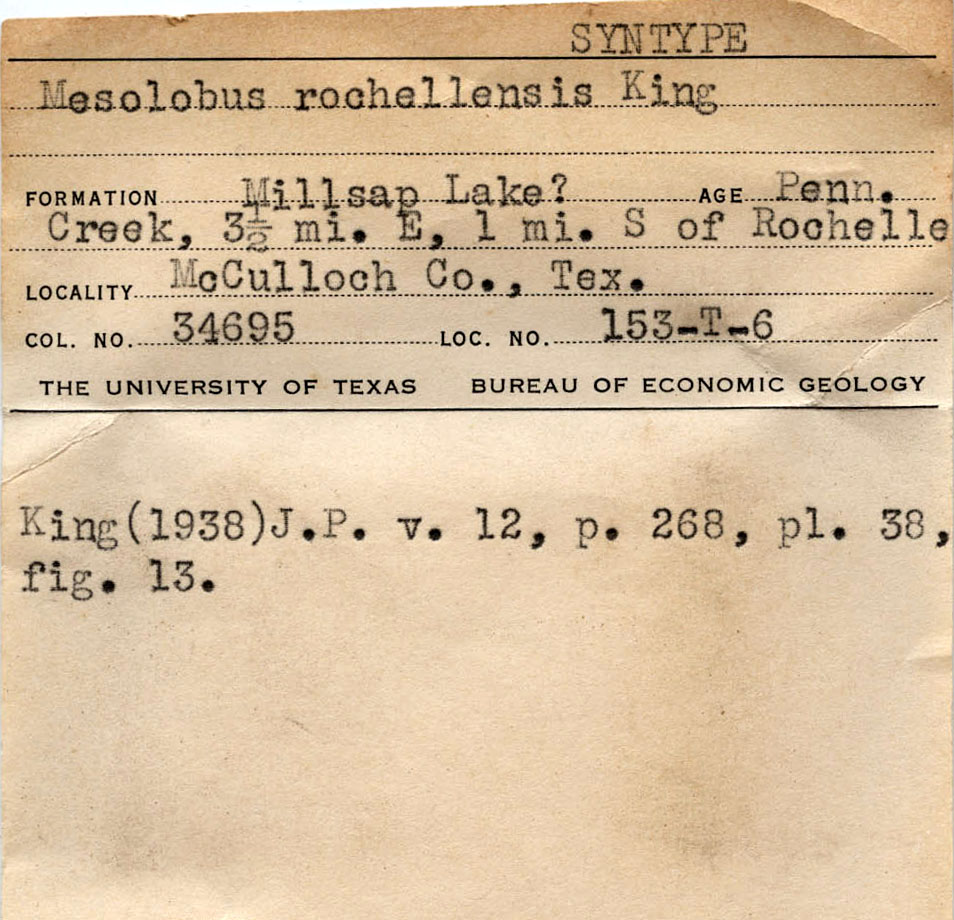 SYNTYPE
Mesolobus rochellensis King
FORMATION Millsap Lake? AGE Penn.
Creek, 3½ mi. E, 1 mi. S of Rochelle
LOCALITY McCulloch Co., Tex.
COL. NO. 34695 LOC. NO. 153-T-6
THE UNIVERSITY OF TEXAS BUREAU OF ECONOMIC GEOLOGY
King(1938)J.P. v. 12, p. 268, pl. 38,
fig. 13.